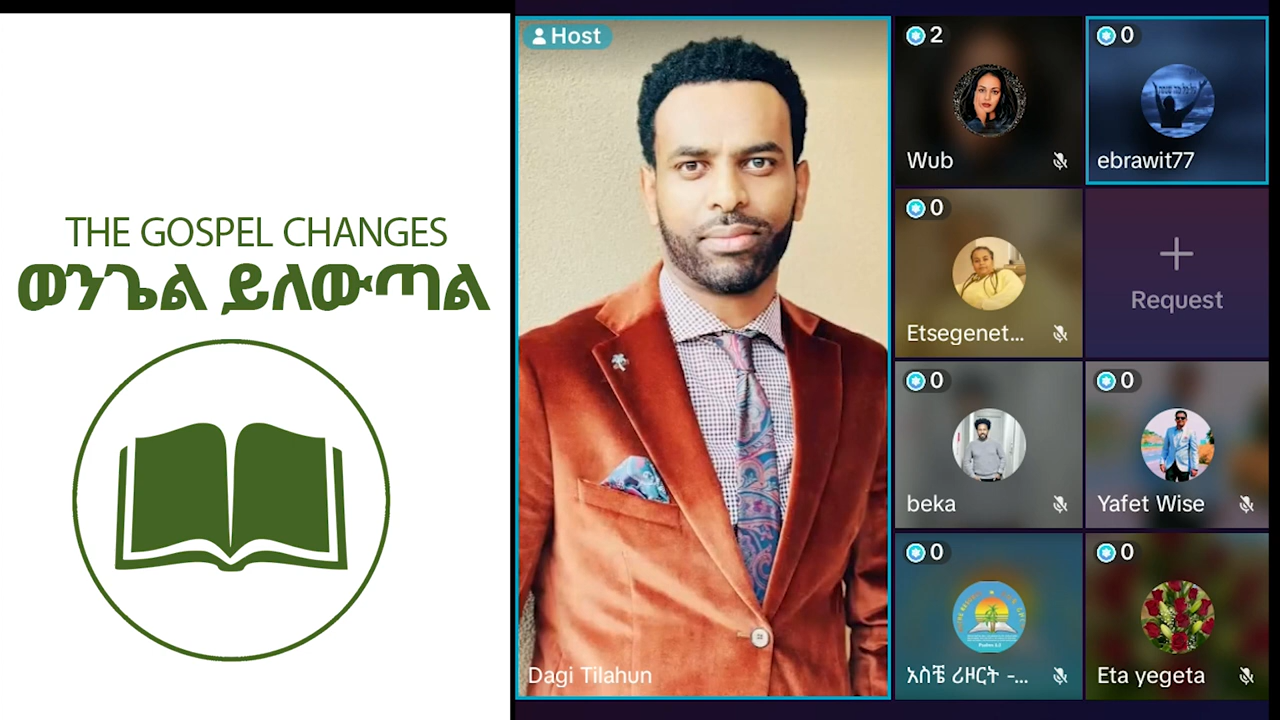 THE GOSPEL CHANGES
ወንጌል ይለውጣል
Host
Dagi Tilahun
2
Wub
0
ebrawit77
0
Etsegenet...
Request
0
beka
0
Yafet Wise
0
አስቼ ሪዞርት -...
0
Eta yegeta